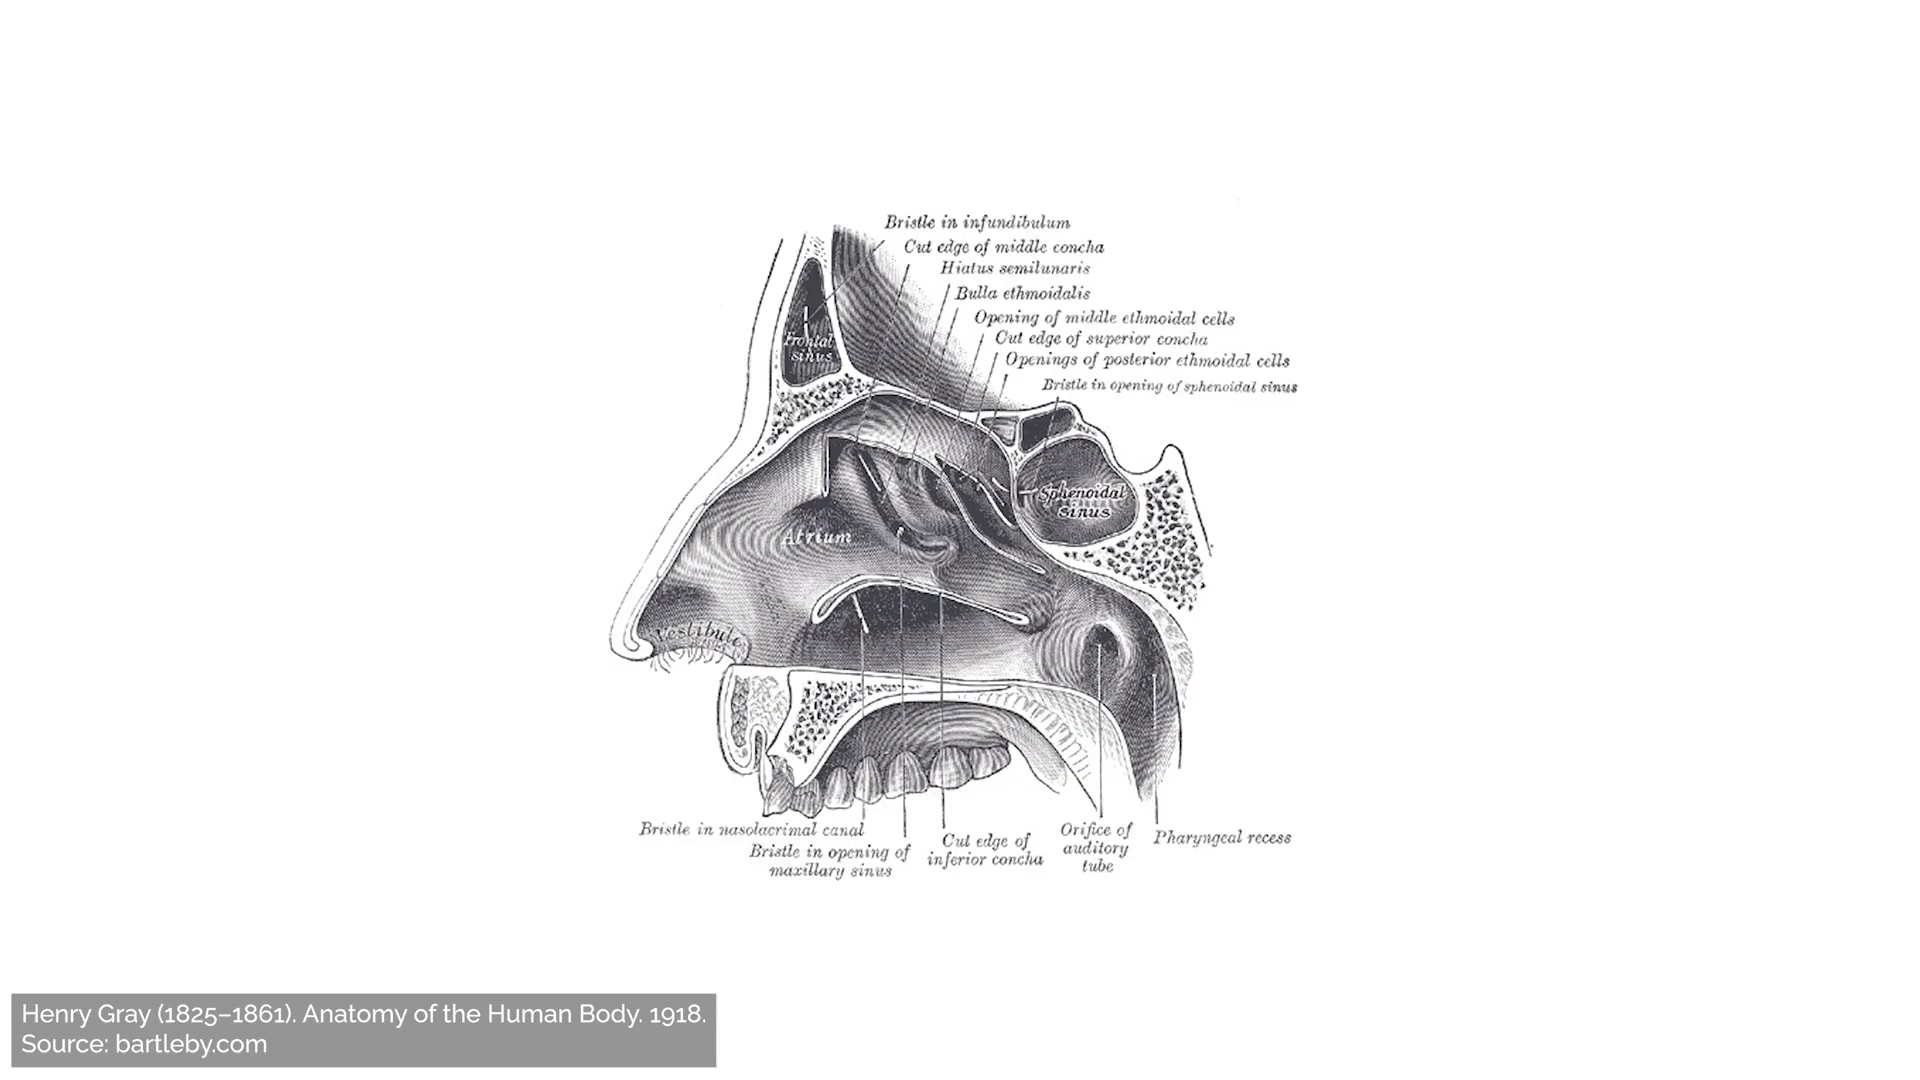 Bristle in infundibulum
Cut edge of middle concha
Hiatus semilunaris
Bulla ethmoidalis
Opening of middle ethmoidal cells
Cut edge of superior concha
Openings of posterior ethmoidal cells
Bristle in opening of sphenoidal sinus
Frontal
sinus
Sphenoidal
sinus
Atrium
Vestibule
Bristle in nasolacrimal canal
Bristle in opening of
maxillary sinus
Cut edge of
inferior concha
Orifice of
auditory
tube
Pharyngeal recess
Henry Gray (1825–1861). Anatomy of the Human Body. 1918.
Source: bartleby.com